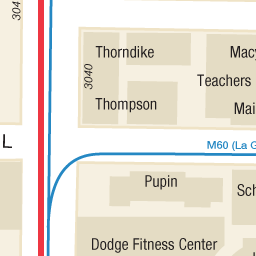 304
Thorndike
Macy
3040
Teachers
Thompson
Mai
L
M60 (La G
Pupin
Sch
Dodge Fitness Center